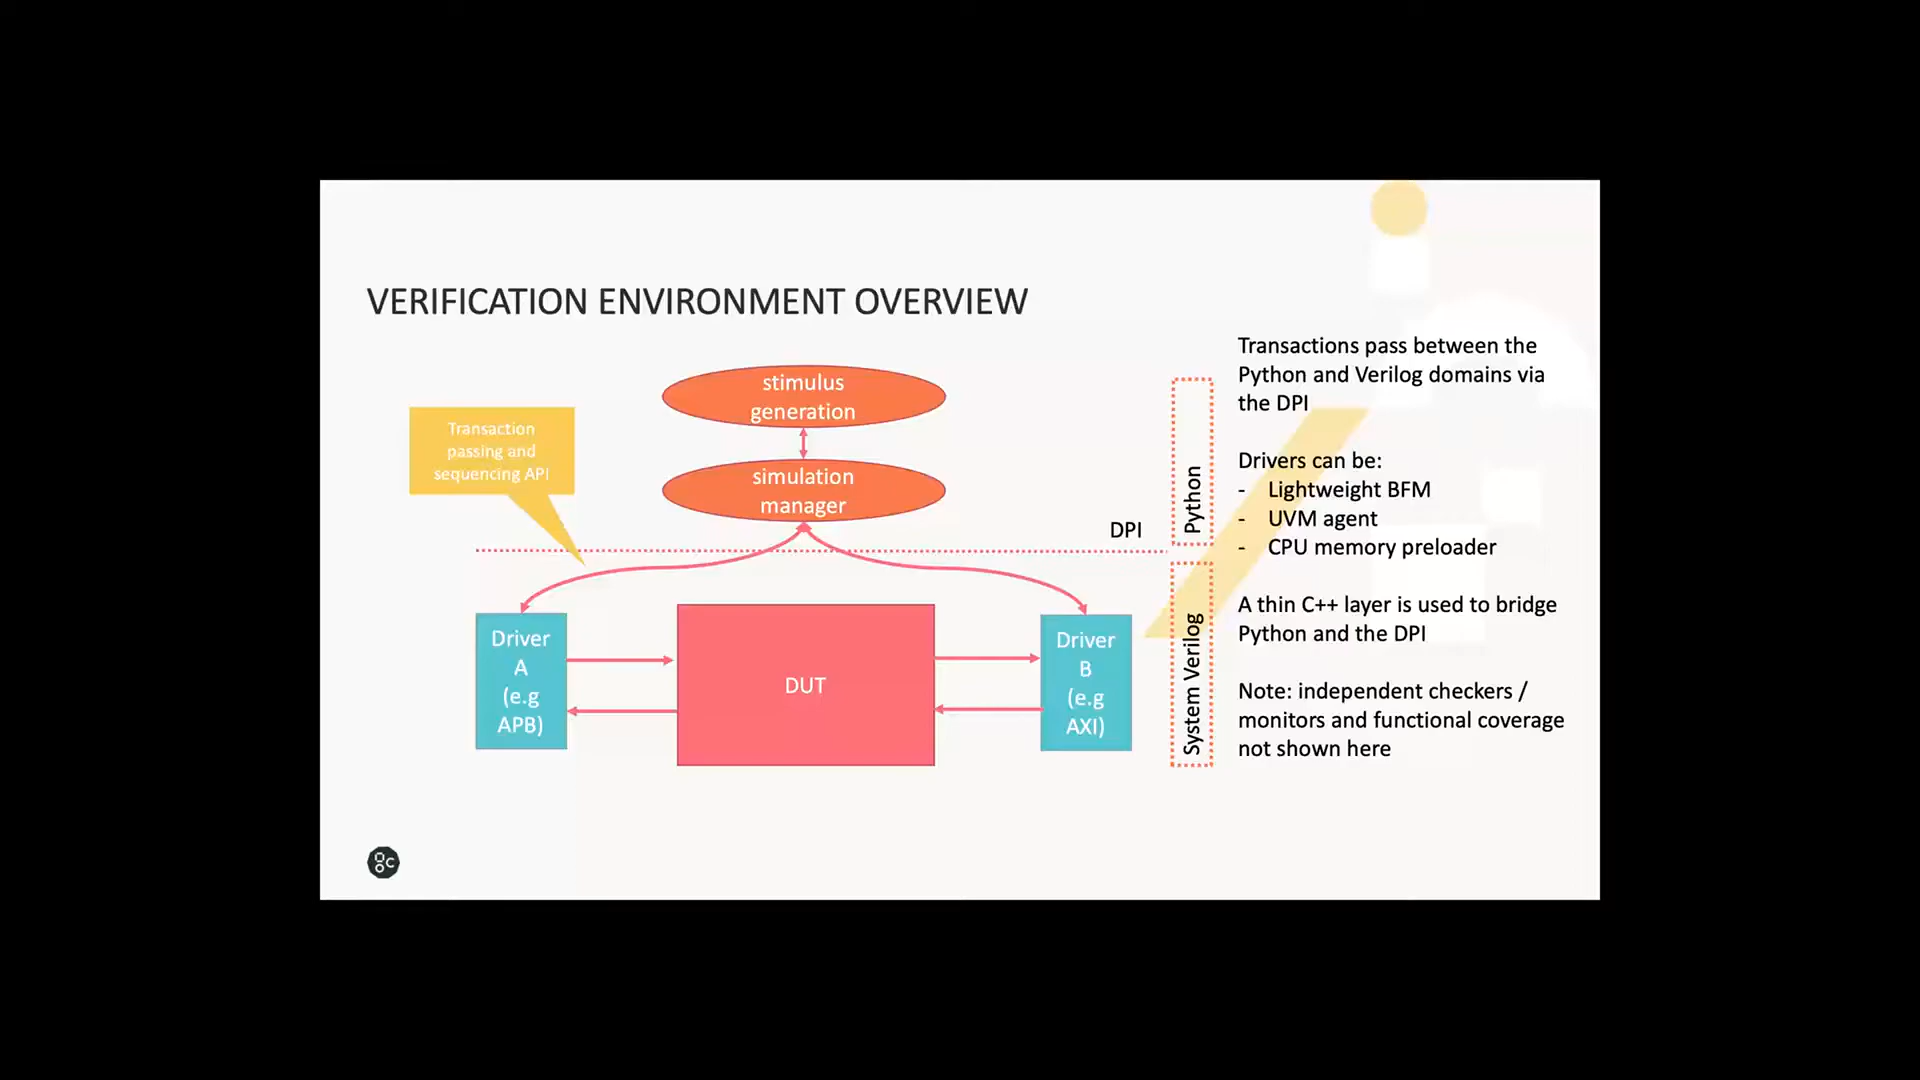 VERIFICATION ENVIRONMENT OVERVIEW
Transaction
passing and
sequencing API
stimulus
generation
simulation
manager
DPI
Driver
A
(e.g
APB)
DUT
Driver
B
(e.g
AXI)
Python
System Verilog
Transactions pass between the
Python and Verilog domains via
the DPI
Drivers can be:
- Lightweight BFM
- UVM agent
- CPU memory preloader
A thin C++ layer is used to bridge
Python and the DPI
Note: independent checkers /
monitors and functional coverage
not shown here
gc